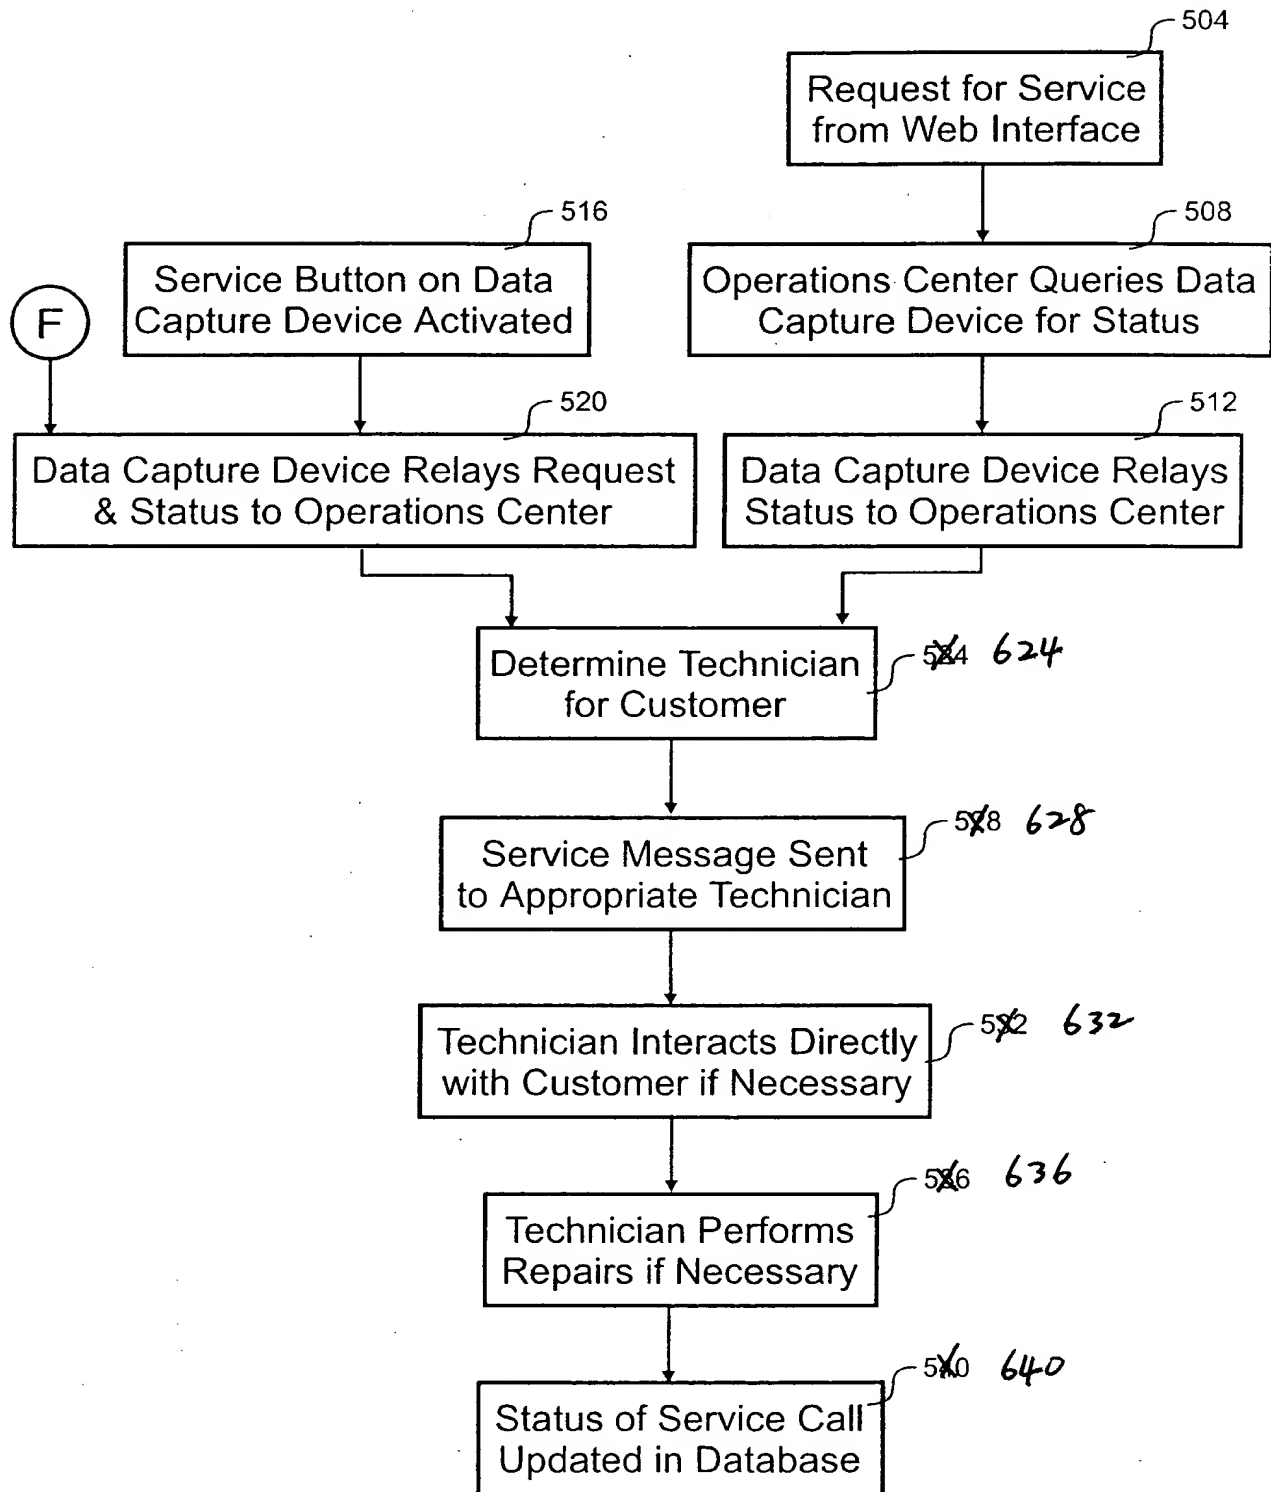 504
Request for Service
from Web Interface
516
Service Button on Data
Capture Device Activated
508
Operations Center Queries Data
Capture Device for Status
F
520
Data Capture Device Relays Request
& Status to Operations Center
512
Data Capture Device Relays
Status to Operations Center
524 624
Determine Technician
for Customer
528 628
Service Message Sent
to Appropriate Technician
532 632
Technician Interacts Directly
with Customer if Necessary
536 636
Technician Performs
Repairs if Necessary
540 640
Status of Service Call
Updated in Database